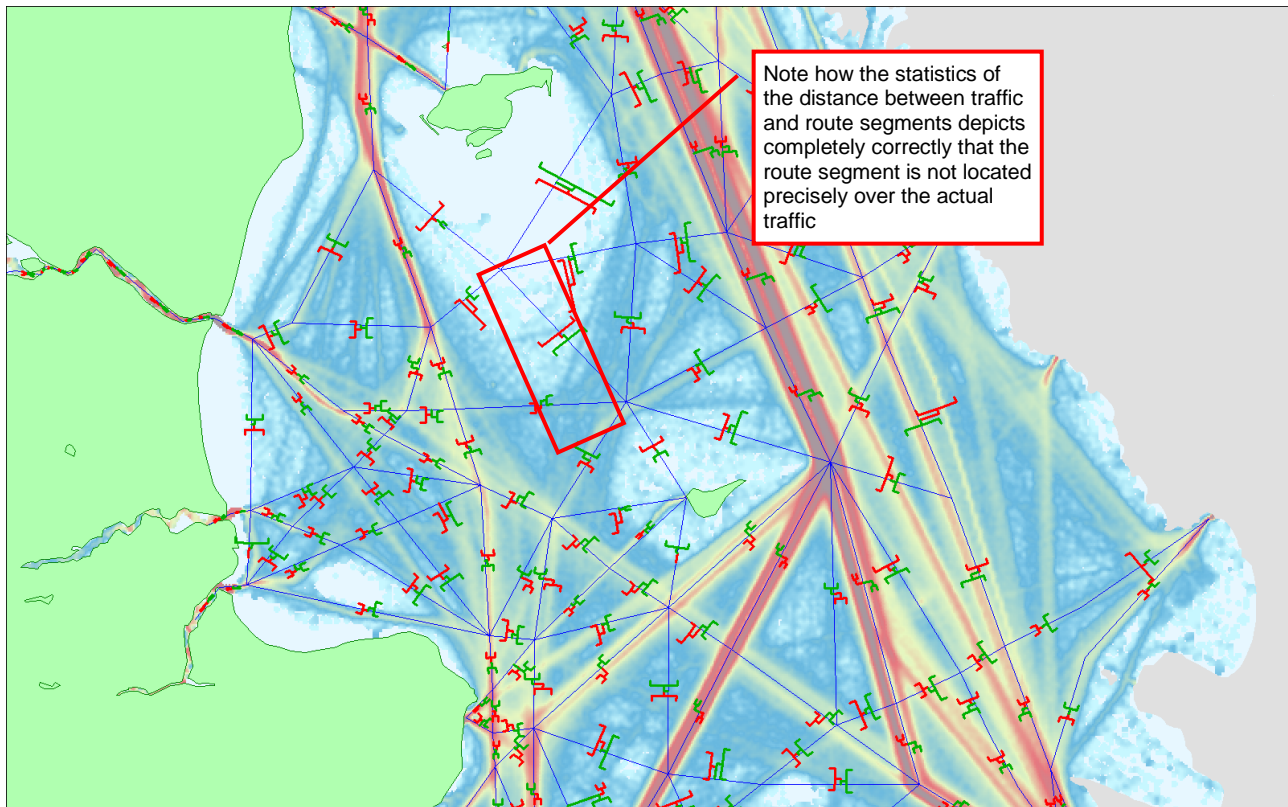 Note how the statistics of
the distance between traffic
and route segments depicts
completely correctly that the
route segment is not located
precisely over the actual
traffic